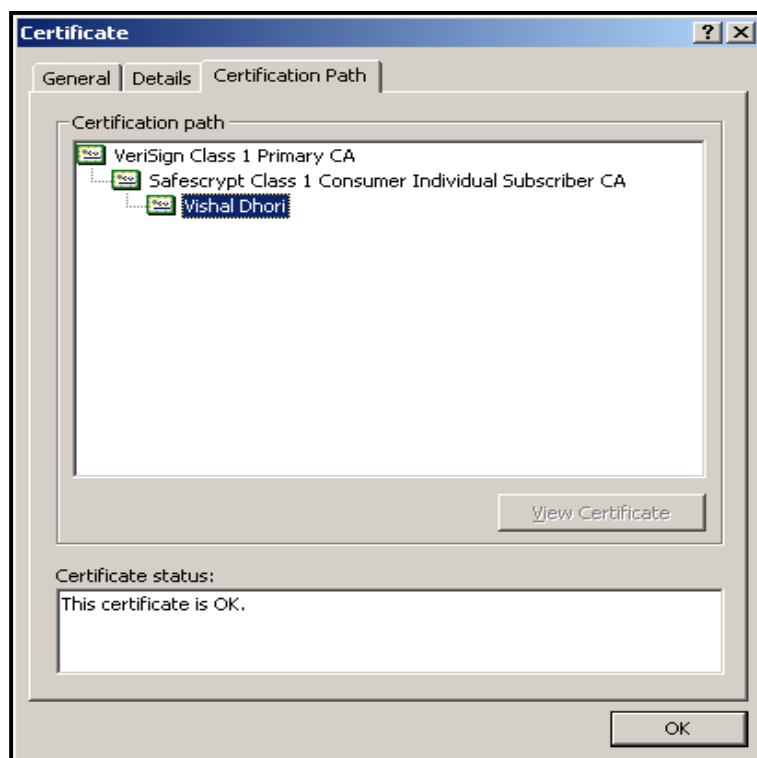 Certificate
General Details Certification Path
Certification path
VeriSign Class 1 Primary CA
Safescrypt Class 1 Consumer Individual Subscriber CA
Vishal Dhori
View Certificate
Certificate status:
This certificate is OK.
OK